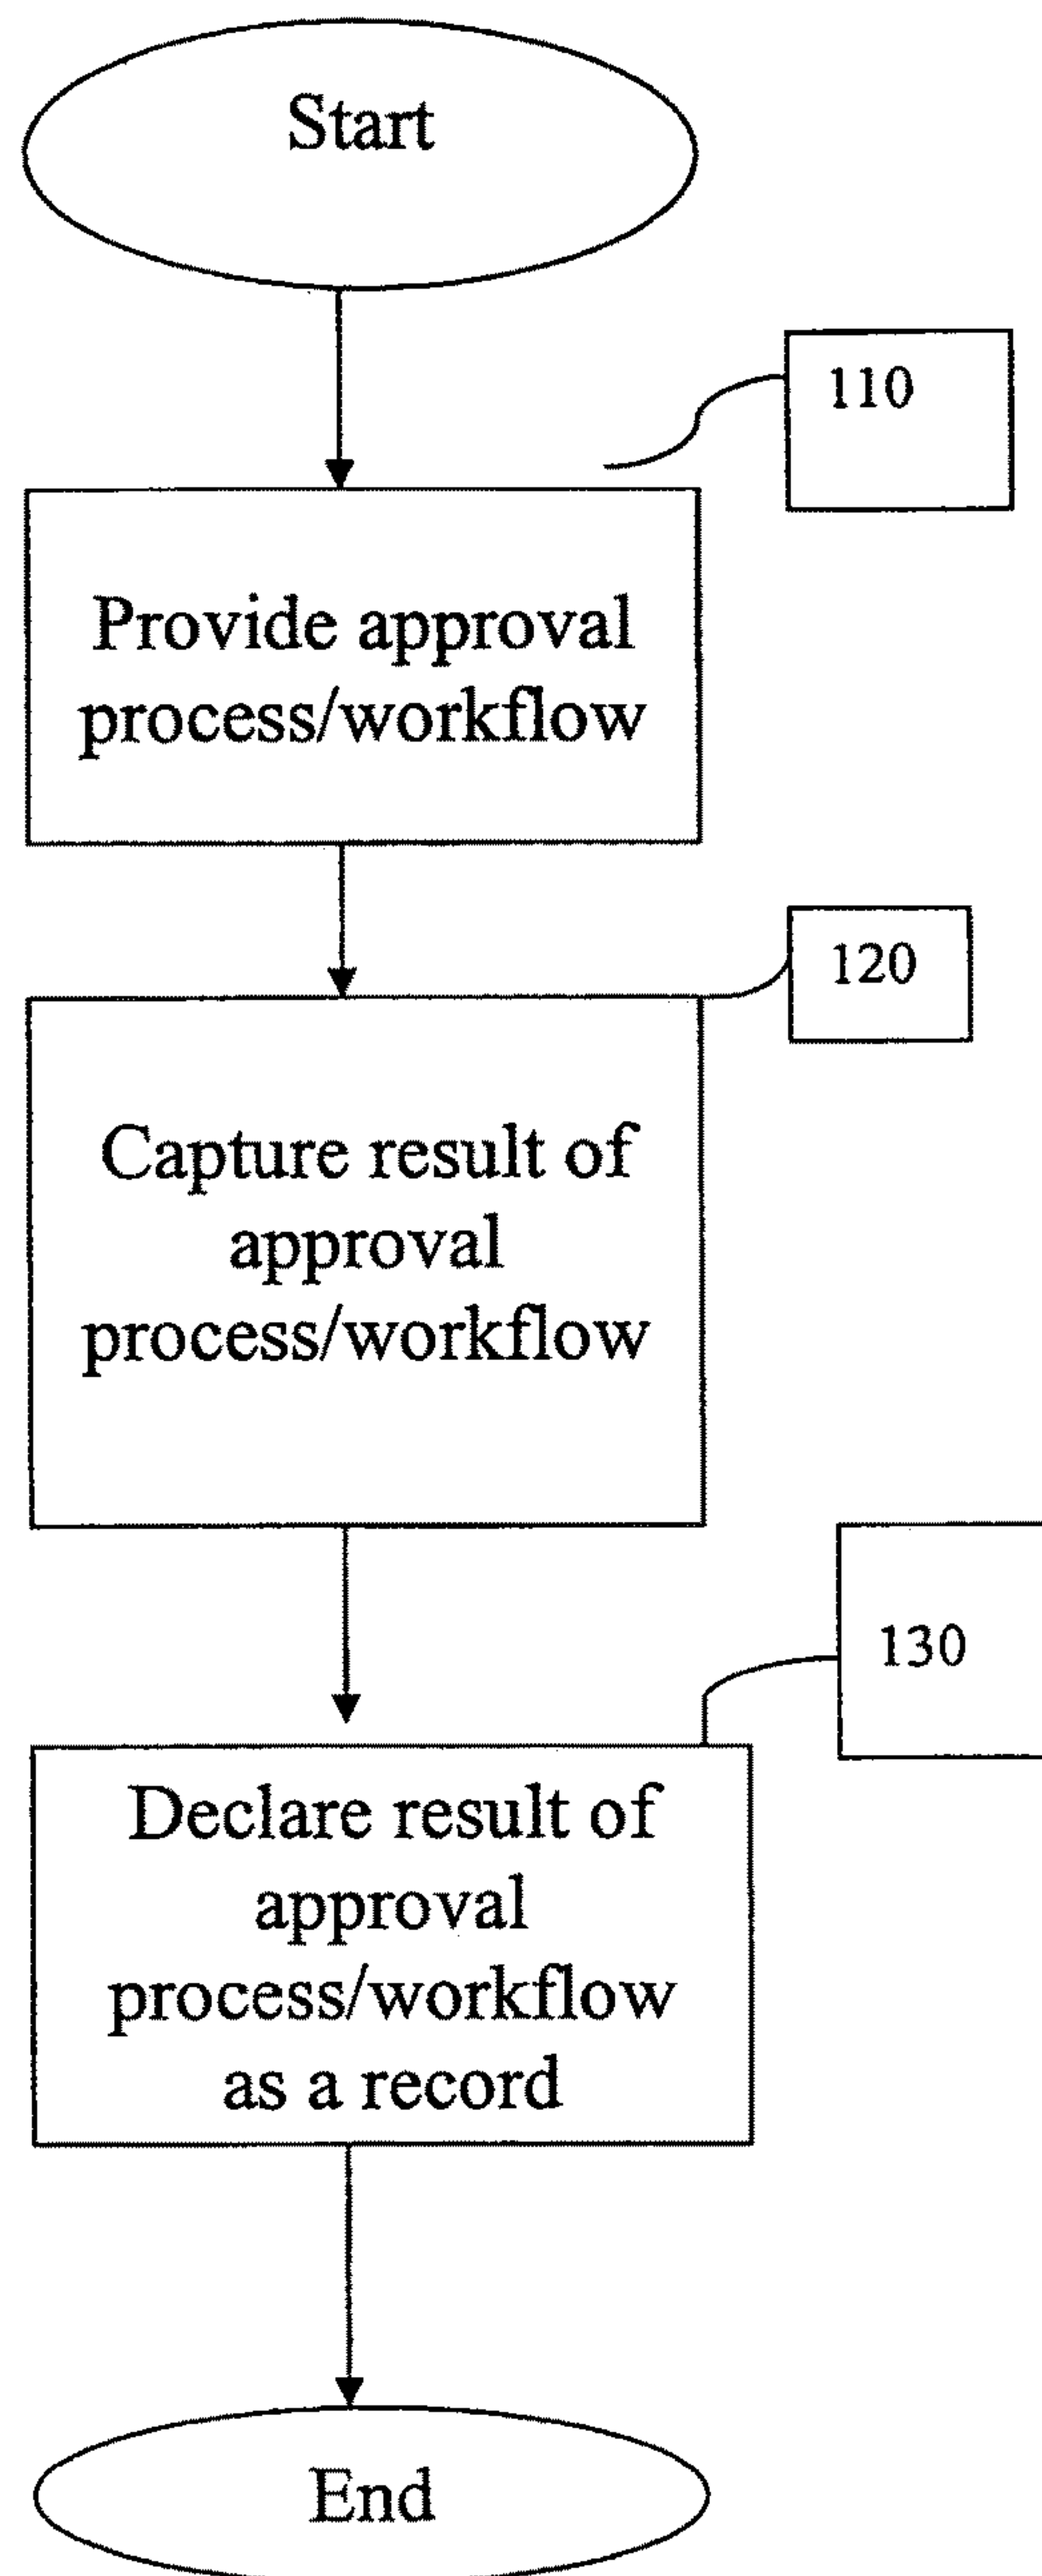 Start
110
Provide approval
process/workflow
120
Capture result of
approval
process/workflow
130
Declare result of
approval
process/workflow
as a record
End